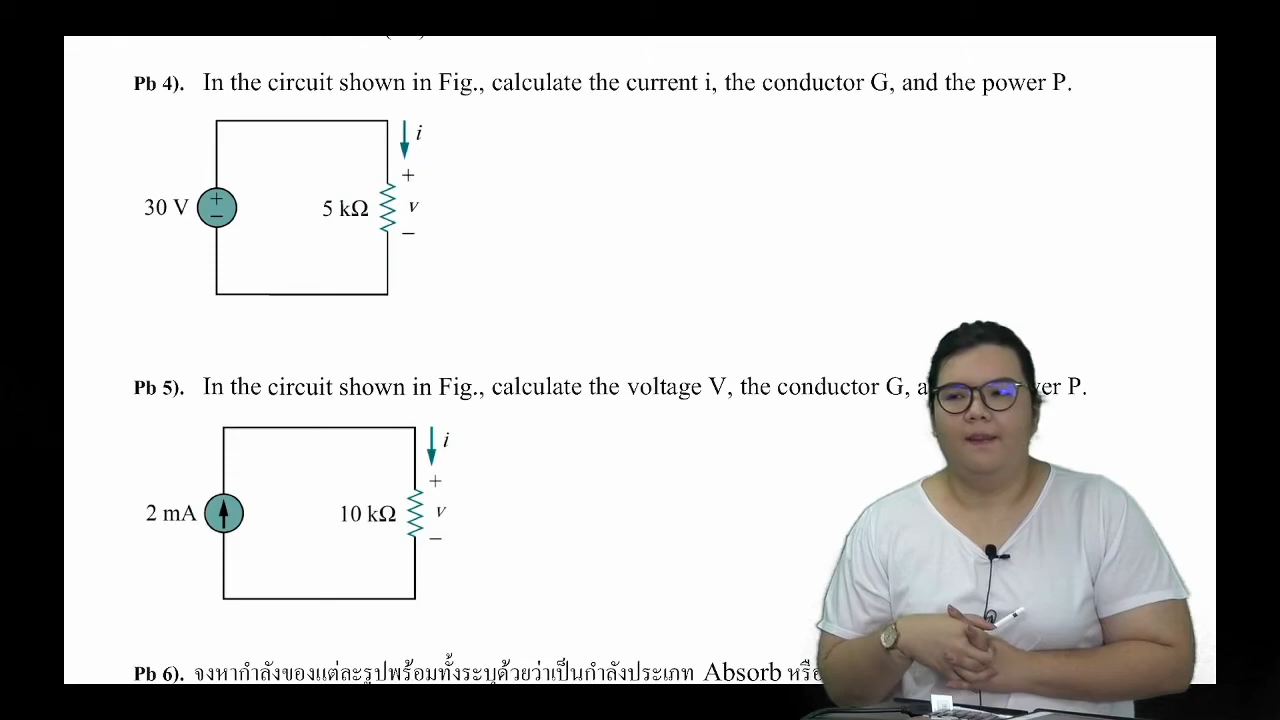 Pb 4). In the circuit shown in Fig., calculate the current i, the conductor G, and the power P.
i
+
30 V
+
−
5 kΩ
v
−
Pb 5). In the circuit shown in Fig., calculate the voltage V, the conductor G, P.
i
+
2 mA
10 kΩ
v
−
Pb 6). จงหากำลังของแต่ละรูปพร้อมทั้งระบุด้วยว่าเป็นกำลังประเภท Absorb